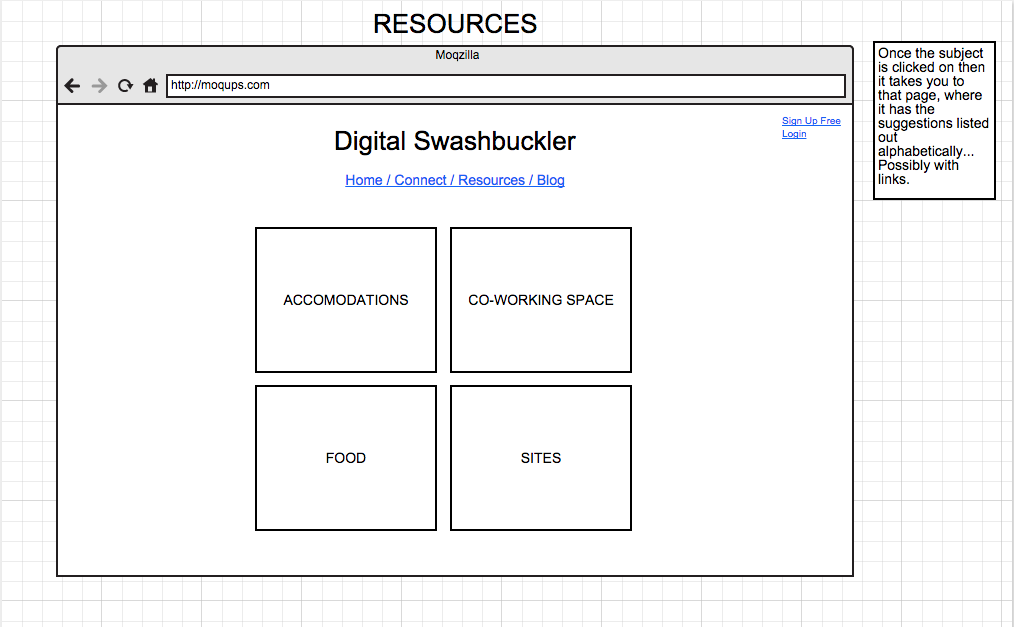 RESOURCES
Moqzilla
http://moqups.com
Sign Up Free
Login
Digital Swashbuckler
Home / Connect / Resources / Blog
ACCOMODATIONS
CO-WORKING SPACE
FOOD
SITES
Once the subject
is clicked on then
it takes you to
that page, where
it has the
suggestions listed
out
alphabetically...
Possibly with
links.